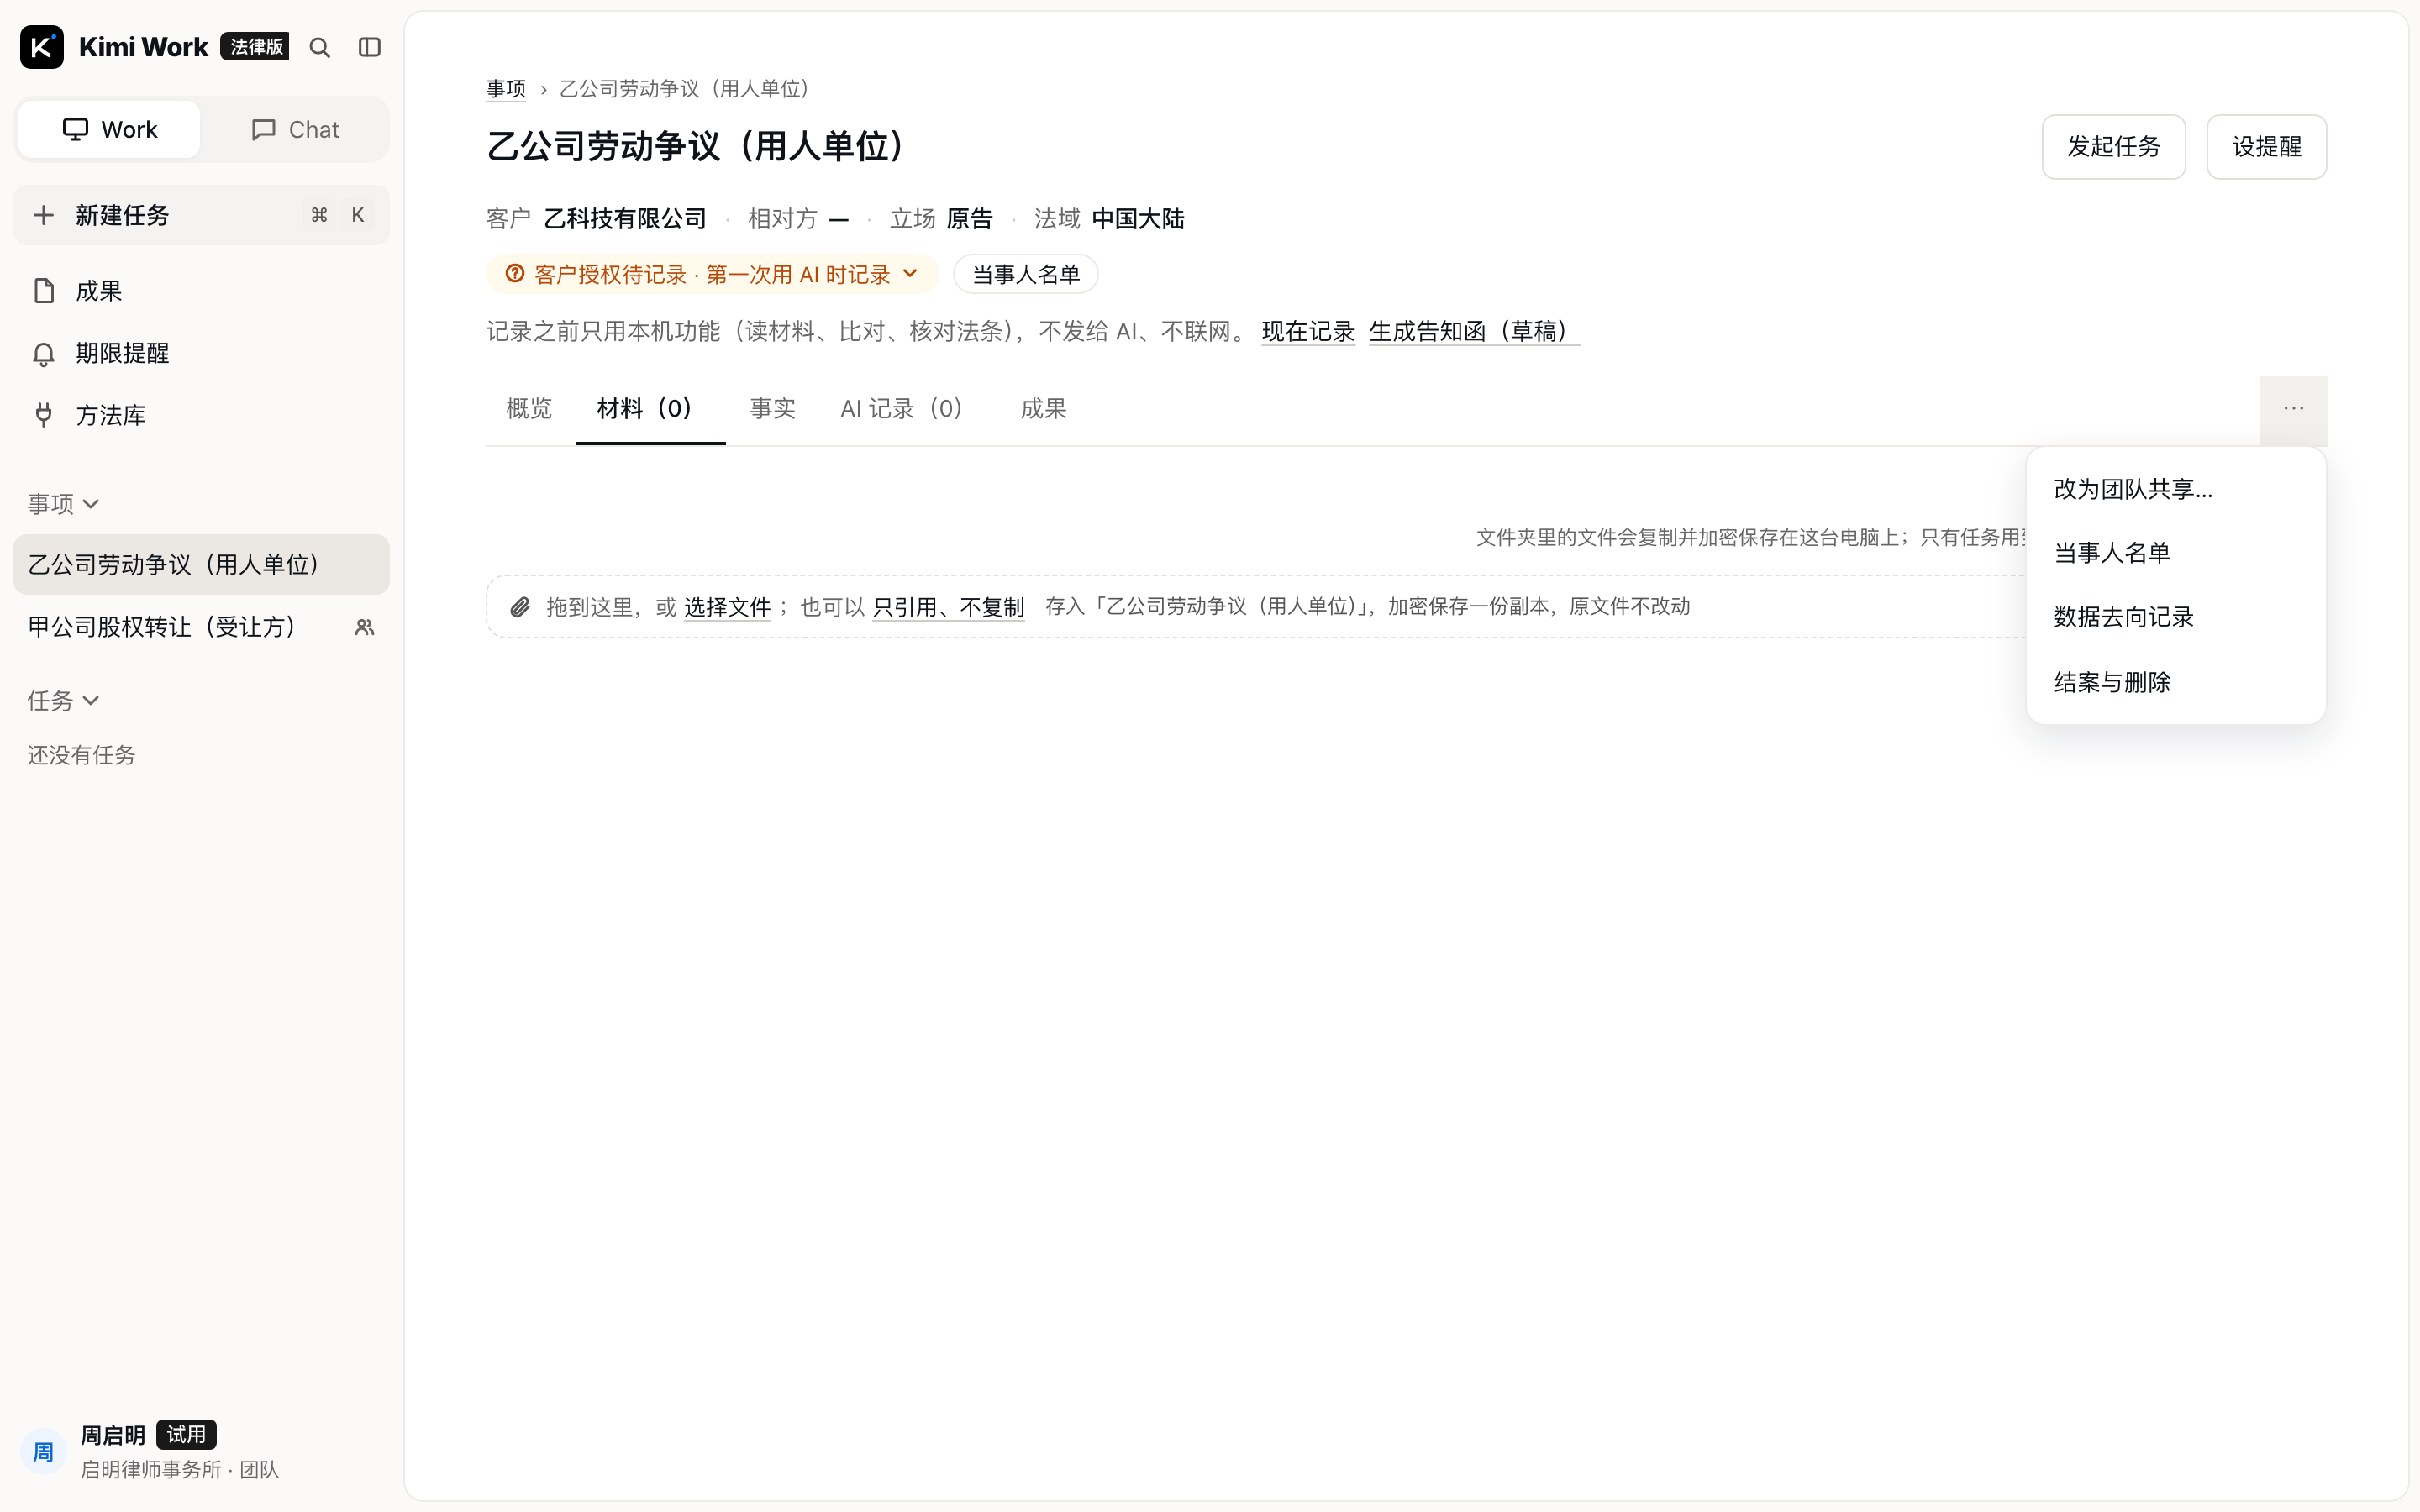 Kimi Work 法律版
Work
Chat
新建任务 ⌘ K
成果
期限提醒
方法库
事项
乙公司劳动争议（用人单位）
甲公司股权转让（受让方）
任务
还没有任务
周 周启明 试用
启明律师事务所 · 团队
事项 › 乙公司劳动争议（用人单位）
乙公司劳动争议（用人单位）
发起任务
设提醒
客户 乙科技有限公司 · 相对方 — · 立场 原告 · 法域 中国大陆
客户授权待记录 · 第一次用 AI 时记录
当事人名单
记录之前只用本机功能（读材料、比对、核对法条），不发给 AI、不联网。 现在记录 生成告知函（草稿）
概览 材料（0） 事实 AI 记录（0） 成果 ···
改为团队共享...
当事人名单
数据去向记录
结案与删除
文件夹里的文件会复制并加密保存在这台电脑上；只有任务用
拖到这里，或 选择文件 ；也可以 只引用、不复制 存入「乙公司劳动争议（用人单位）」，加密保存一份副本，原文件不改动